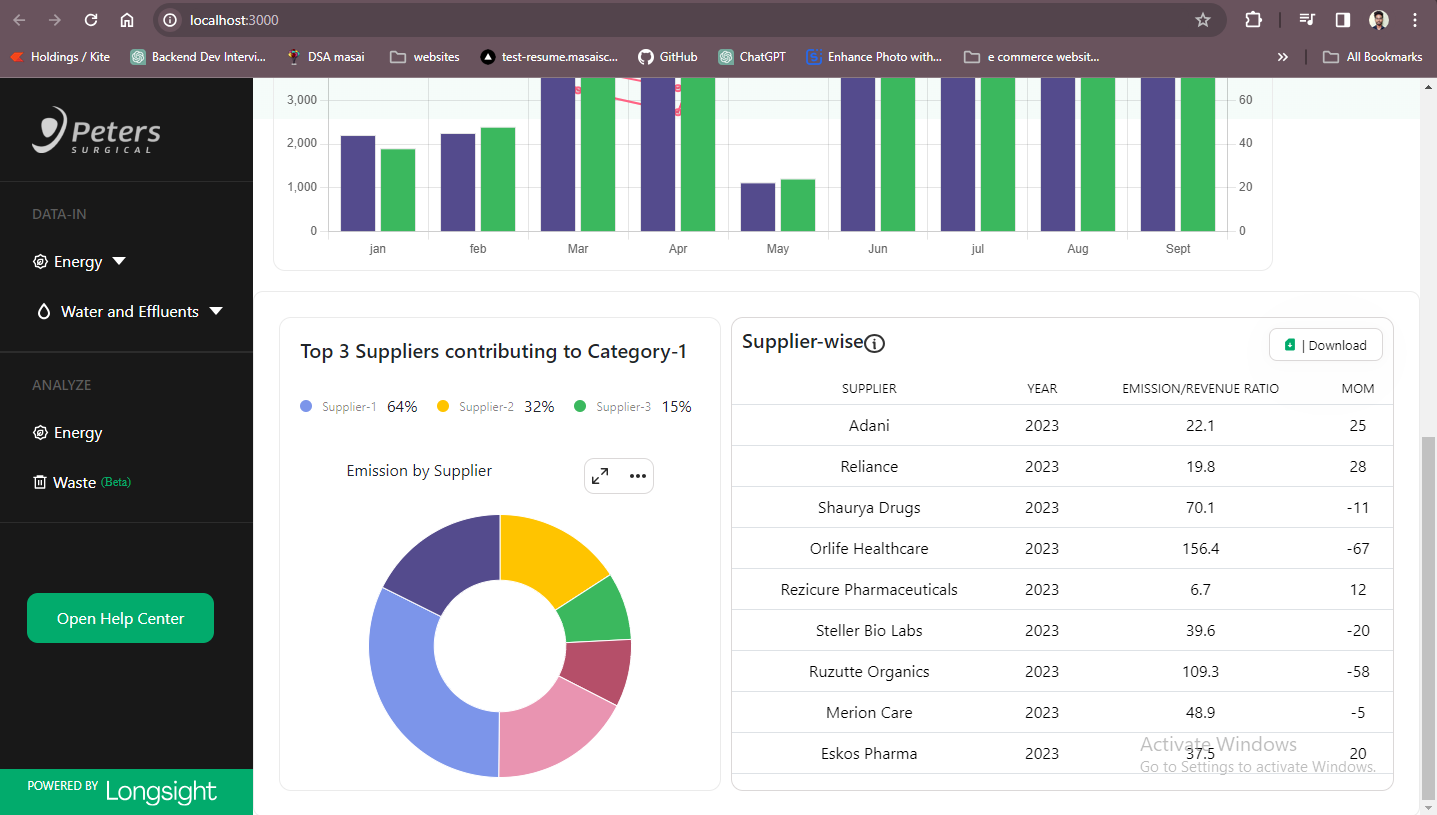 localhost:3000
Holdings / Kite
Backend Dev Intervi...
DSA masai
websites
test-resume.masaisc...
GitHub
ChatGPT
Enhance Photo with...
e commerce websit...
»
All Bookmarks
Peters
SURGICAL
DATA-IN
Energy
Water and Effluents
ANALYZE
Energy
Waste (Beta)
Open Help Center
POWERED BY Longsight
3,000
2,000
1,000
0
60
40
20
0
jan feb Mar Apr May Jun jul Aug Sept
Top 3 Suppliers contributing to Category-1
Supplier-1 64% Supplier-2 32% Supplier-3 15%
Emission by Supplier
Supplier-wise
| Download
SUPPLIER YEAR EMISSION/REVENUE RATIO MOM
Adani 2023 22.1 25
Reliance 2023 19.8 28
Shaurya Drugs 2023 70.1 -11
Orlife Healthcare 2023 156.4 -67
Rezicure Pharmaceuticals 2023 6.7 12
Steller Bio Labs 2023 39.6 -20
Ruzutte Organics 2023 109.3 -58
Merion Care 2023 48.9 -5
Eskos Pharma 2023 37.5 20
Activate Windows
Go to Settings to activate Windows.